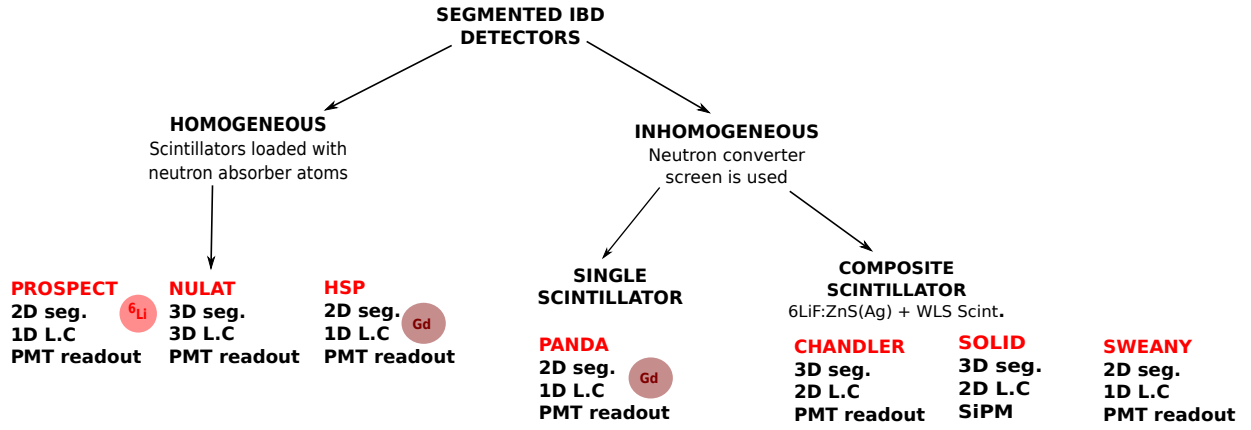 SEGMENTED IBD
DETECTORS
HOMOGENEOUS
Scintillators loaded with
neutron absorber atoms
INHOMOGENEOUS
Neutron converter
screen is used
PROSPECT
2D seg.
1D L.C
PMT readout
6Li
NULAT
3D seg.
3D L.C
PMT readout
HSP
2D seg.
1D L.C
PMT readout
Gd
SINGLE
SCINTILLATOR
PANDA
2D seg.
1D L.C
PMT readout
Gd
COMPOSITE
SCINTILLATOR
6LiF:ZnS(Ag) + WLS Scint.
CHANDLER
3D seg.
2D L.C
PMT readout
SOLID
3D seg.
2D L.C
SiPM
SWEANY
2D seg.
1D L.C
PMT readout